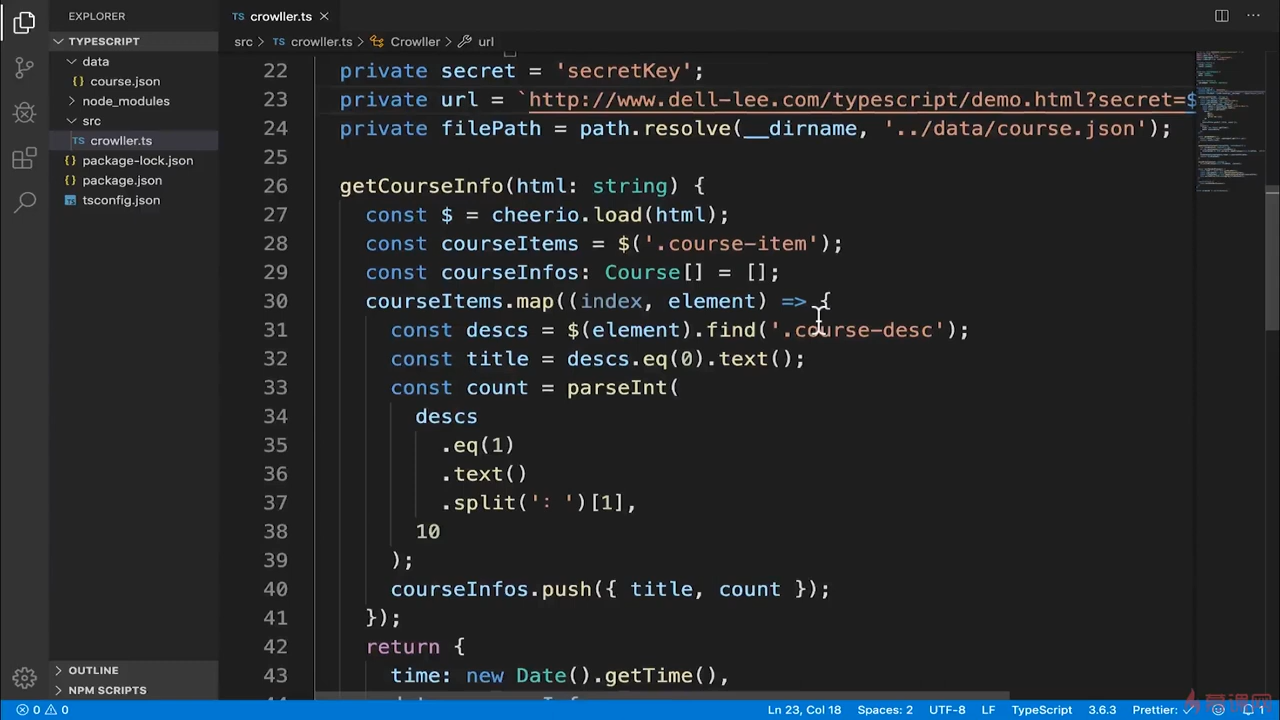 EXPLORER
TS crowller.ts
TYPESCRIPT
src > TS crowller.ts > Crowller > url
data
{} course.json
node_modules
src
TS crowller.ts
{} package-lock.json
{} package.json
tsconfig.json
22 private secret = 'secretKey';
23 private url = `http://www.dell-lee.com/typescript/demo.html?secret=$
24 private filePath = path.resolve(__dirname, '../data/course.json');
25
26 getCourseInfo(html: string) {
27 const $ = cheerio.load(html);
28 const courseItems = $('.course-item');
29 const courseInfos: Course[] = [];
30 courseItems.map((index, element) => {
31 const descs = $(element).find('.course-desc');
32 const title = descs.eq(0).text();
33 const count = parseInt(
34 descs
35 .eq(1)
36 .text()
37 .split('：')[1],
38 10
39 );
40 courseInfos.push({ title, count });
41 });
42 return {
43 time: new Date().getTime(),
OUTLINE
NPM SCRIPTS
0 0
Ln 23, Col 18
Spaces: 2
UTF-8
LF
TypeScript
3.6.3
Prettier: ✓
1
慕课网